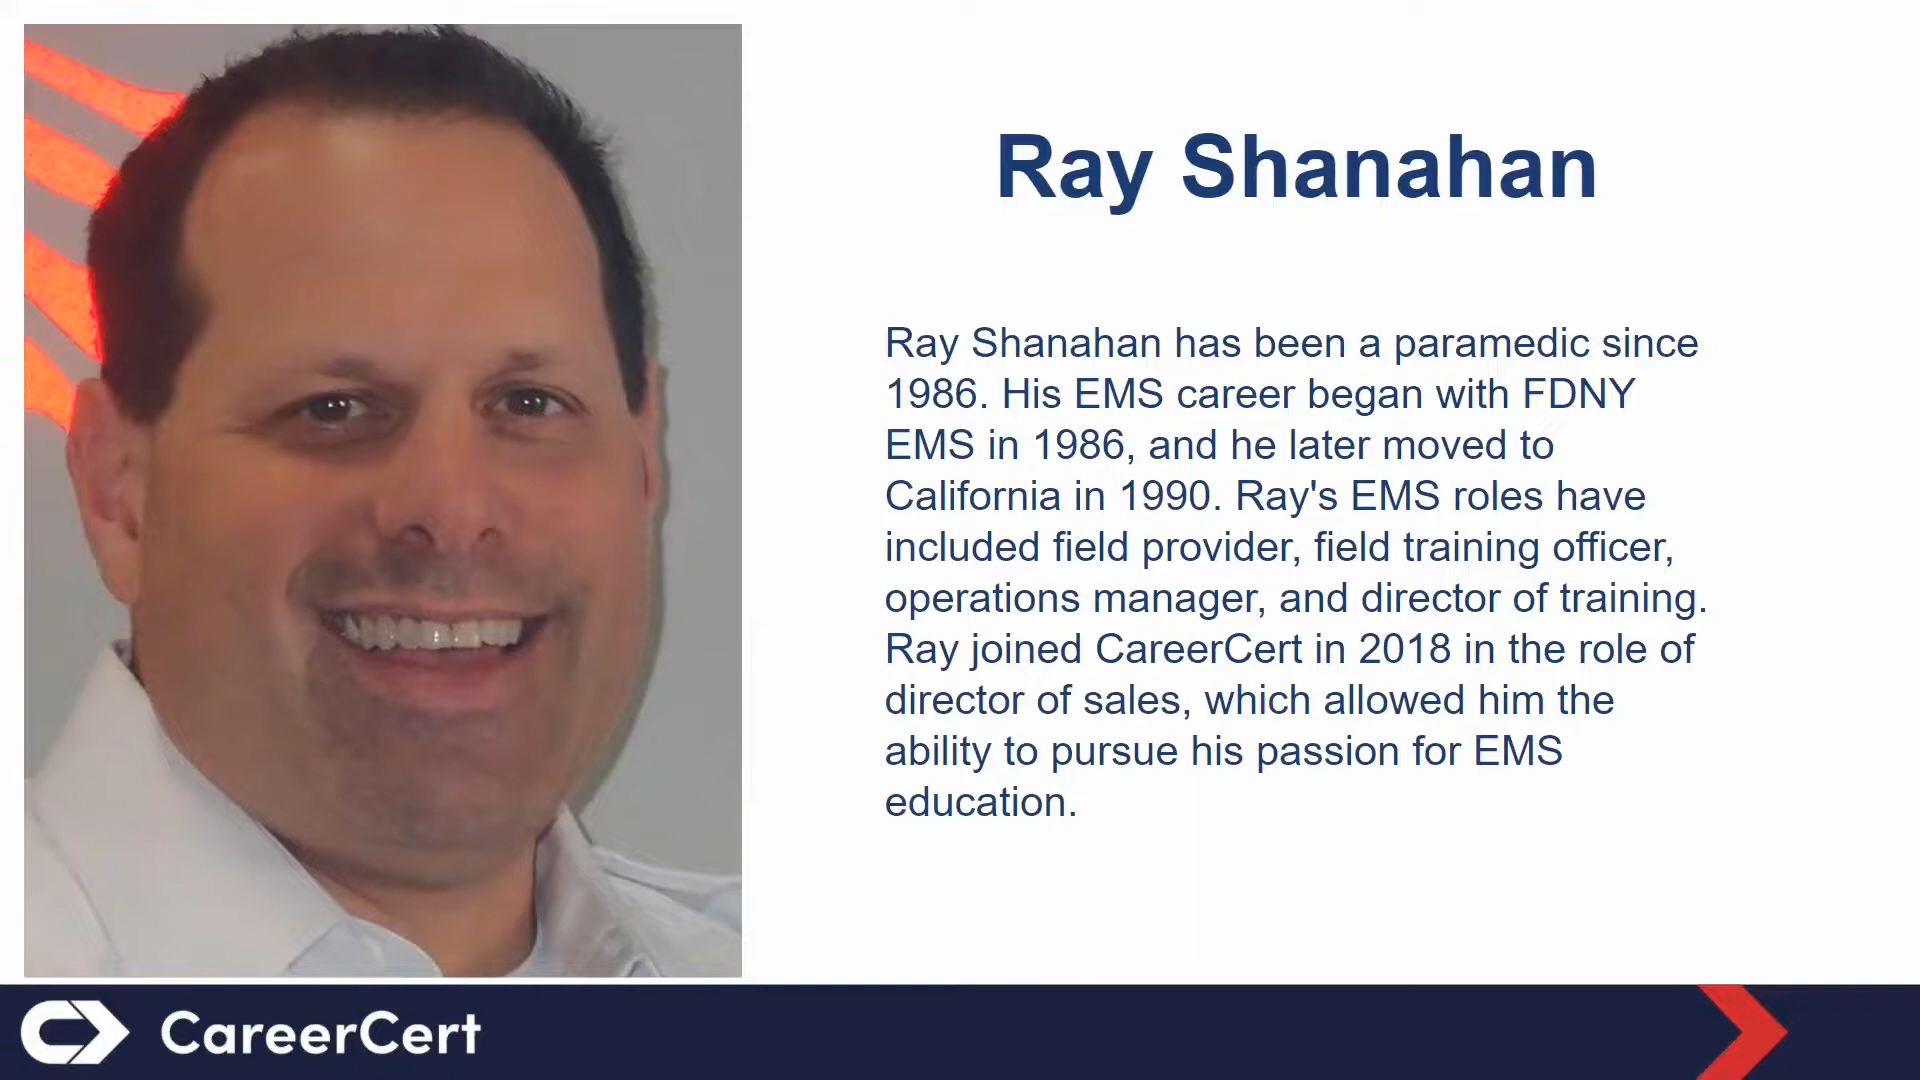 Ray Shanahan
Ray Shanahan has been a paramedic since
1986. His EMS career began with FDNY
EMS in 1986, and he later moved to
California in 1990. Ray's EMS roles have
included field provider, field training officer,
operations manager, and director of training.
Ray joined CareerCert in 2018 in the role of
director of sales, which allowed him the
ability to pursue his passion for EMS
education.
CareerCert